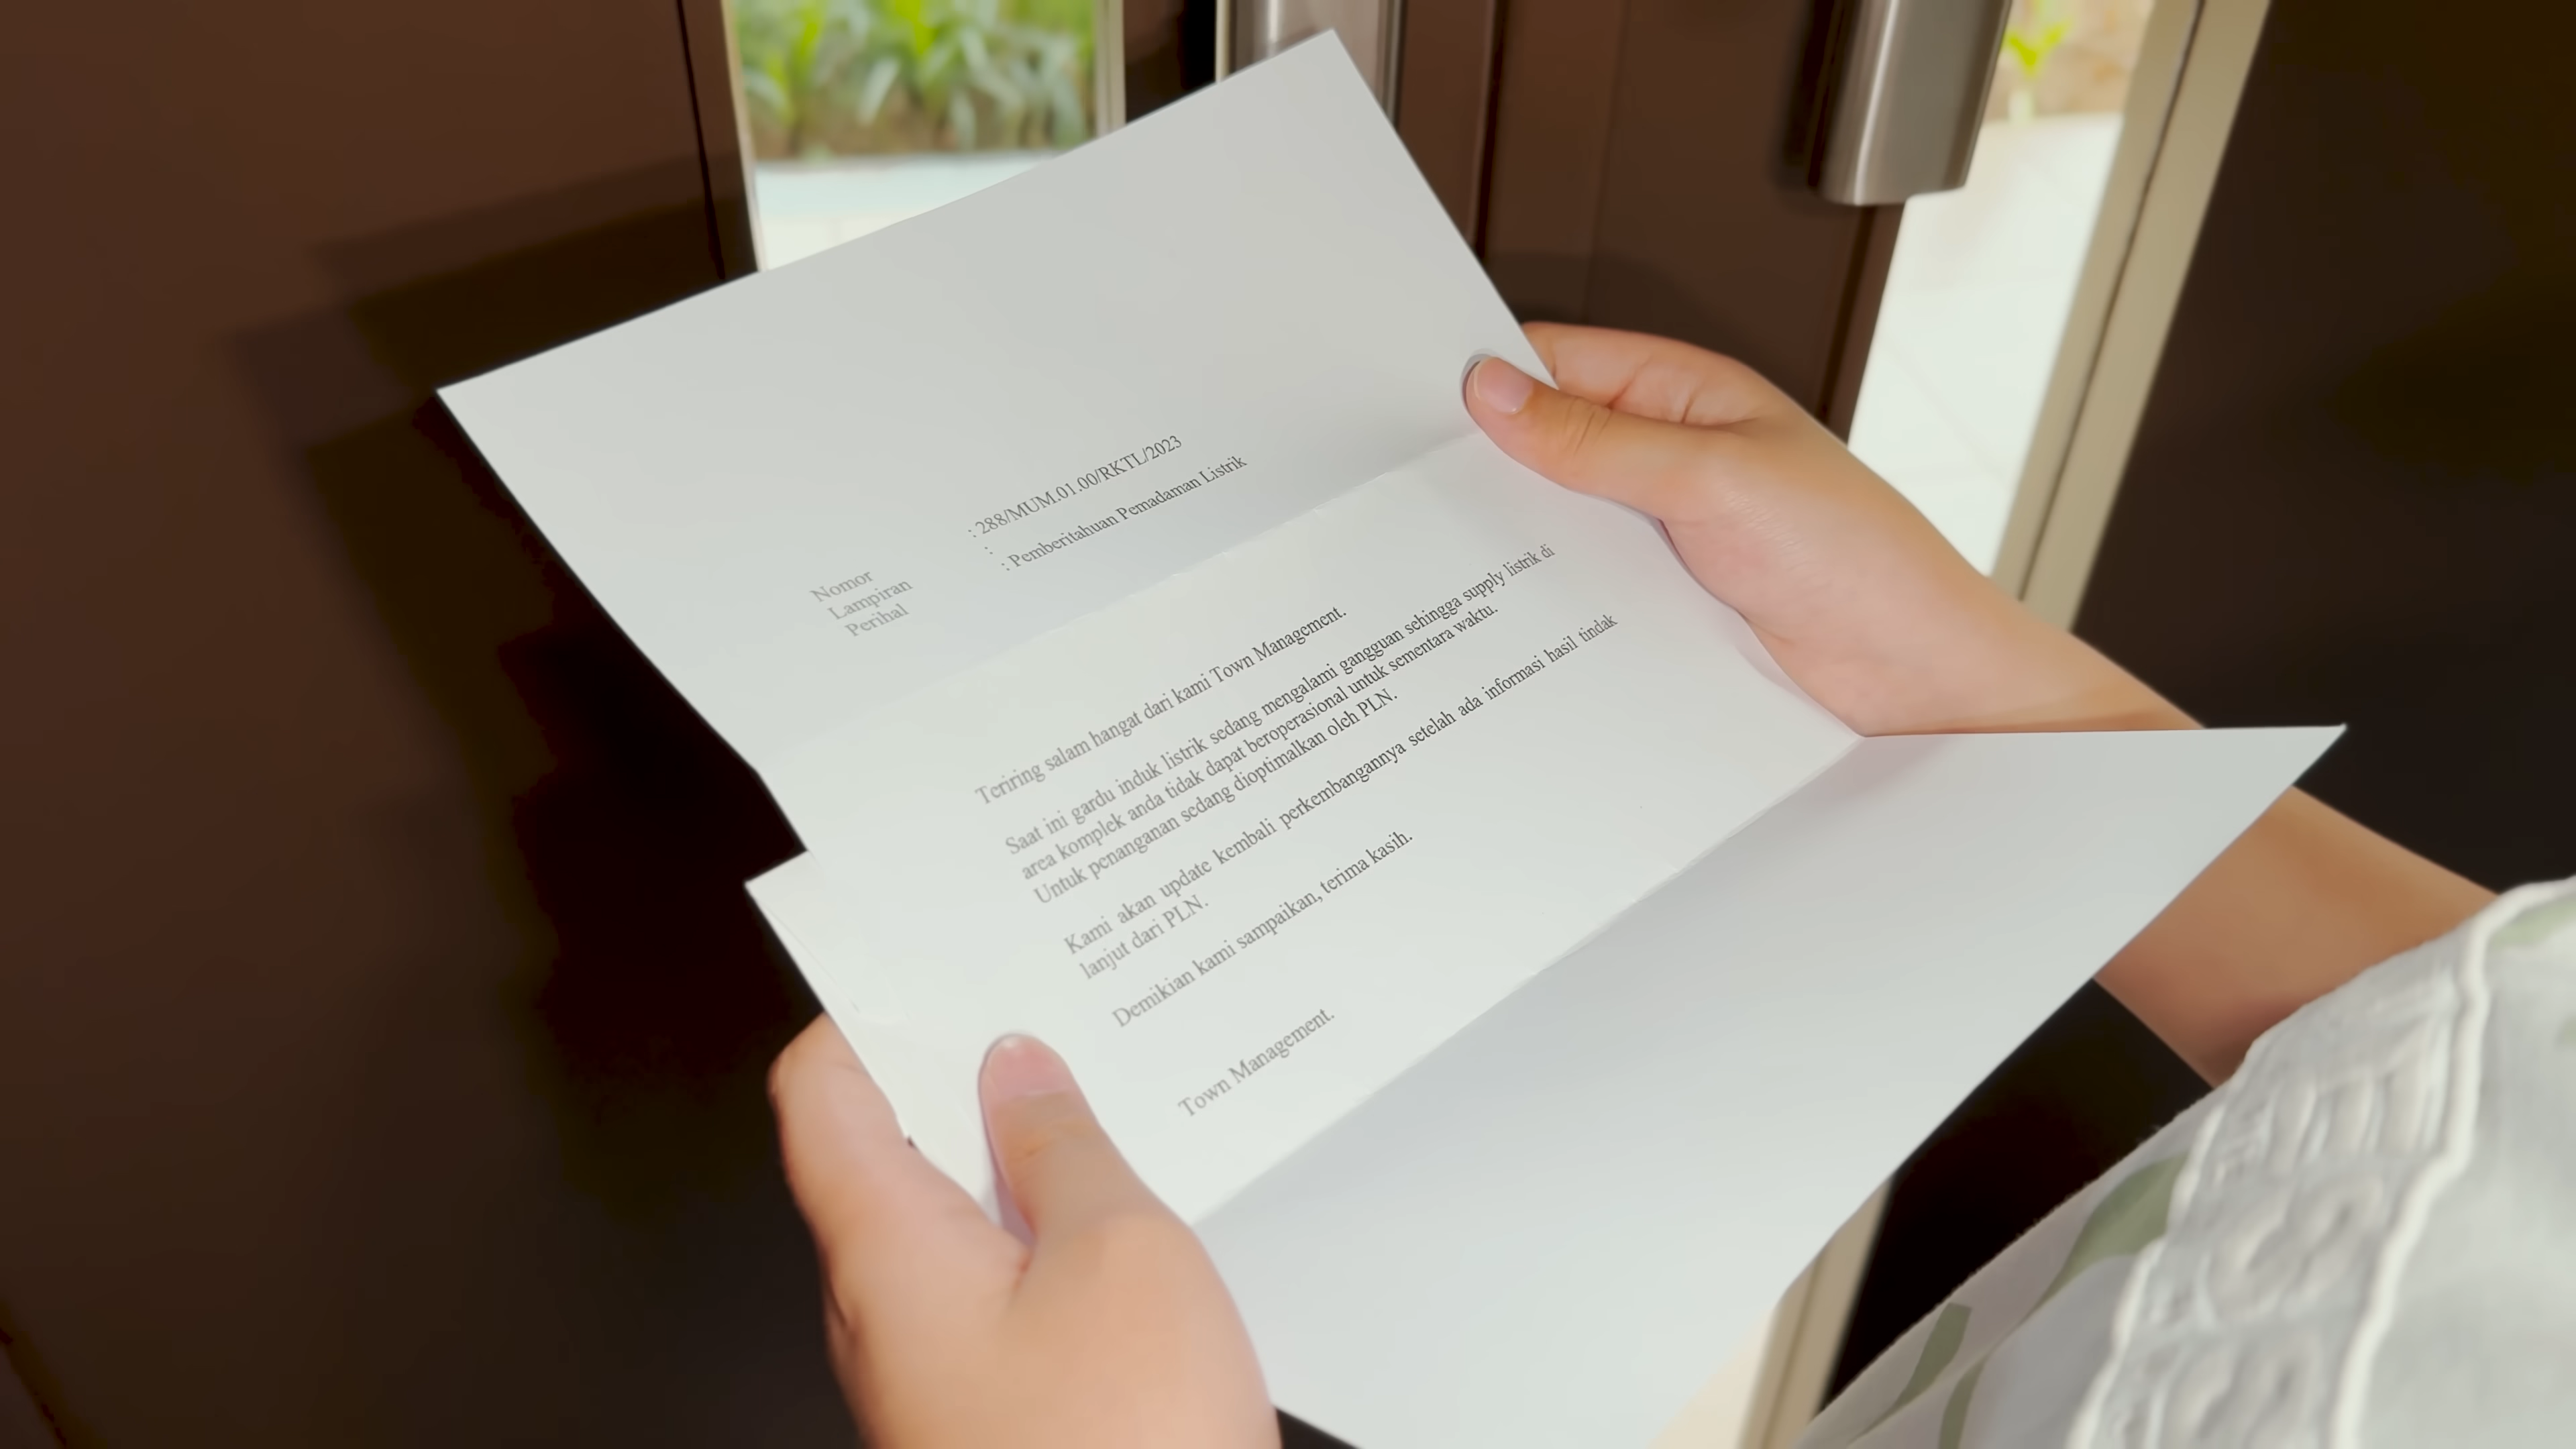 Nomor : 288/MUM.01.00/RKTL/2023
Lampiran :
Perihal : Pemberitahuan Pemadaman Listrik
Teriring salam hangat dari kami Town Management.
Saat ini gardu induk listrik sedang mengalami gangguan sehingga supply listrik di
area komplek anda tidak dapat beroperasional untuk sementara waktu.
Untuk penanganan sedang dioptimalkan oleh PLN.
Kami akan update kembali perkembangannya setelah ada informasi hasil tindak
lanjut dari PLN.
Demikian kami sampaikan, terima kasih.
Town Management.